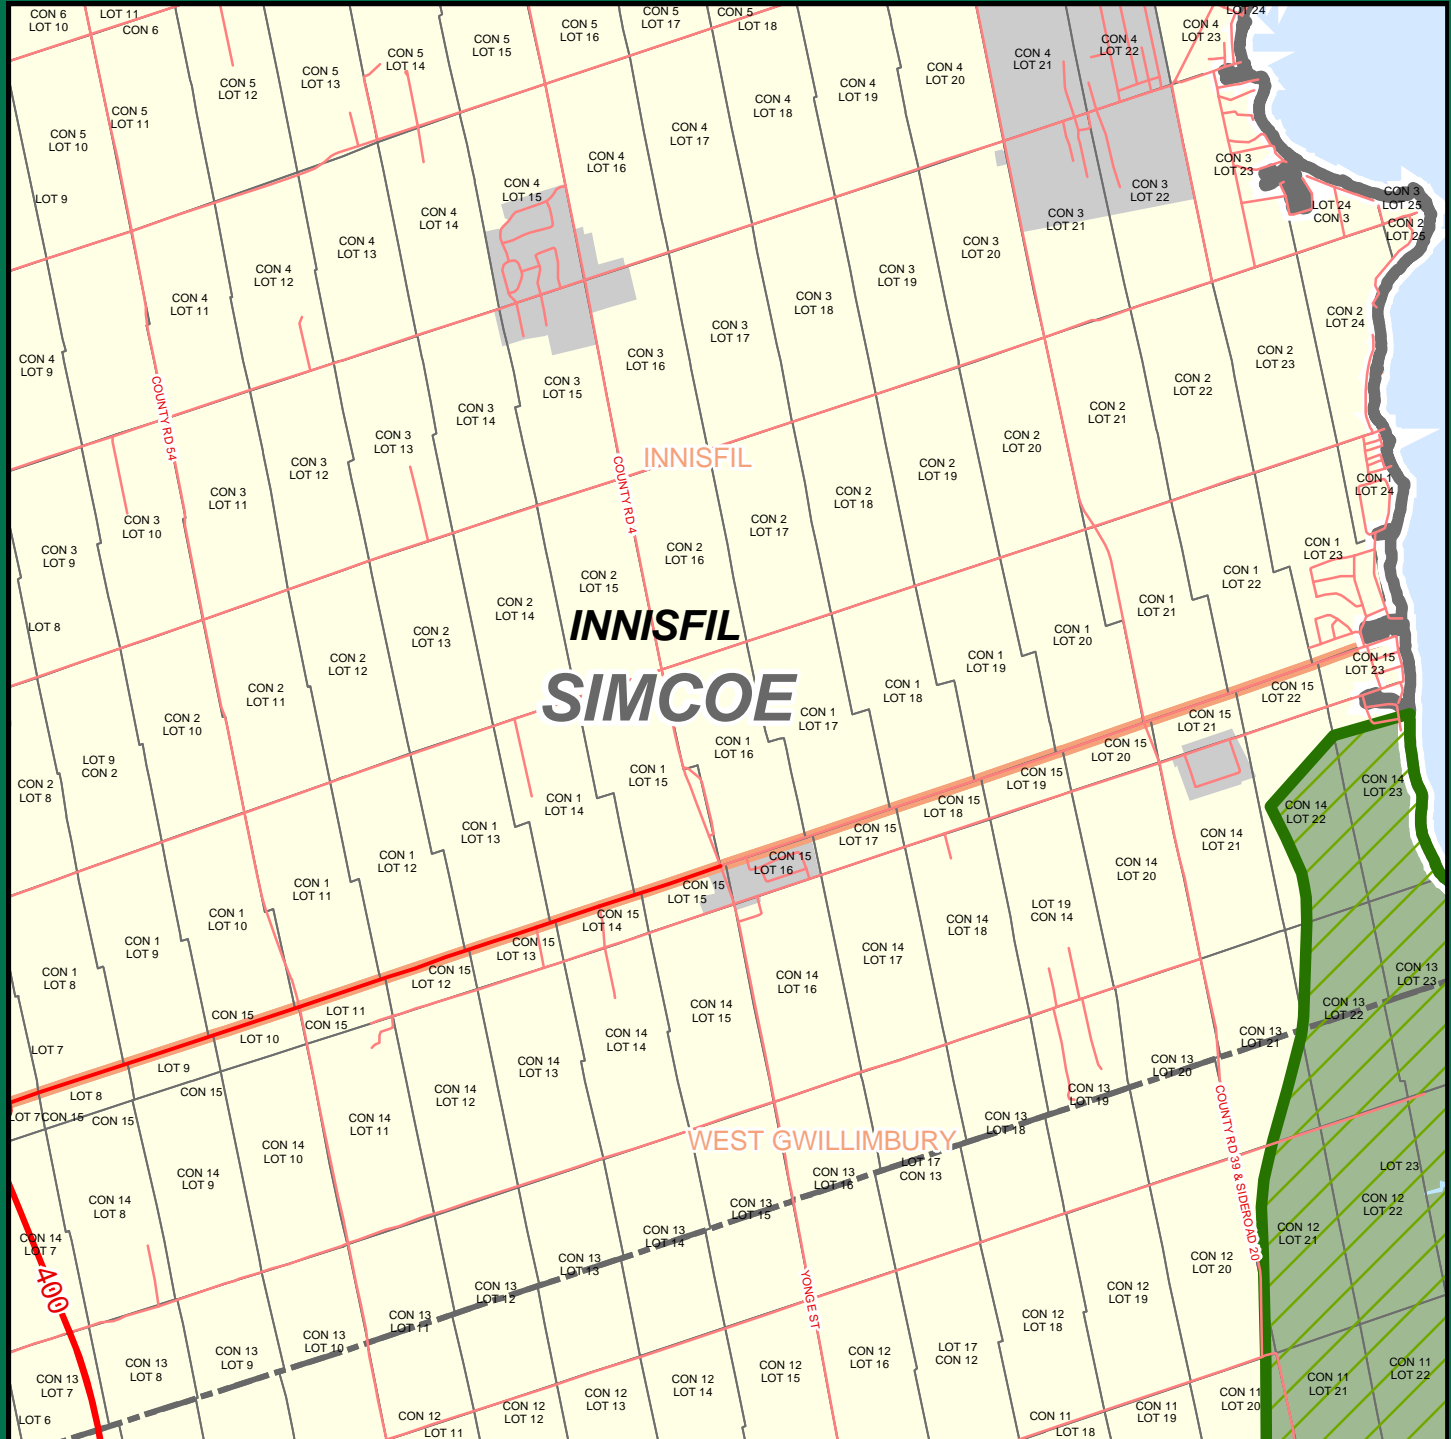 CON 6
LOT 10
LOT 11
CON 6
CON 5
LOT 12
CON 5
LOT 13
CON 5
LOT 14
CON 5
LOT 15
CON 5
LOT 16
CON 5
LOT 17
CON 5
LOT 18
CON 4
LOT 19
CON 4
LOT 20
CON 4
LOT 21
CON 4
LOT 22
CON 4
LOT 23
LOT 24
CON 5
LOT 10
CON 5
LOT 11
CON 4
LOT 18
CON 4
LOT 17
CON 4
LOT 16
CON 4
LOT 15
CON 4
LOT 14
CON 4
LOT 13
CON 4
LOT 12
CON 4
LOT 11
LOT 9
CON 4
LOT 9
CON 3
LOT 23
CON 3
LOT 22
CON 3
LOT 21
CON 3
LOT 20
CON 3
LOT 19
CON 3
LOT 18
CON 3
LOT 17
CON 3
LOT 16
CON 3
LOT 15
CON 3
LOT 14
CON 3
LOT 13
CON 3
LOT 12
CON 3
LOT 11
CON 3
LOT 10
CON 3
LOT 9
LOT 24
CON 3
CON 3
LOT 25
CON 2
LOT 25
CON 2
LOT 24
CON 2
LOT 23
CON 2
LOT 22
CON 2
LOT 21
CON 2
LOT 20
CON 2
LOT 19
CON 2
LOT 18
CON 2
LOT 17
CON 2
LOT 16
CON 2
LOT 15
CON 2
LOT 14
CON 2
LOT 13
CON 2
LOT 12
CON 2
LOT 11
CON 2
LOT 10
LOT 9
CON 2
CON 2
LOT 8
LOT 8
COUNTY RD 54
COUNTY RD 4
INNISFIL
INNISFIL
SIMCOE
CON 1
LOT 24
CON 1
LOT 23
CON 1
LOT 22
CON 1
LOT 21
CON 1
LOT 20
CON 1
LOT 19
CON 1
LOT 18
CON 1
LOT 17
CON 1
LOT 16
CON 1
LOT 15
CON 1
LOT 14
CON 1
LOT 13
CON 1
LOT 12
CON 1
LOT 11
CON 1
LOT 10
CON 1
LOT 9
CON 1
LOT 8
LOT 7
CON 15
LOT 23
CON 15
LOT 22
CON 15
LOT 21
CON 15
LOT 20
CON 15
LOT 19
CON 15
LOT 18
CON 15
LOT 17
CON 15
LOT 16
CON 15
LOT 15
CON 15
LOT 14
CON 15
LOT 13
CON 15
LOT 12
LOT 11
CON 15
CON 15
LOT 10
LOT 9
CON 15
LOT 8
CON 15
LOT 7
CON 15
CON 14
LOT 23
CON 14
LOT 22
CON 14
LOT 21
CON 14
LOT 20
LOT 19
CON 14
CON 14
LOT 18
CON 14
LOT 17
CON 14
LOT 16
CON 14
LOT 15
CON 14
LOT 14
CON 14
LOT 13
CON 14
LOT 12
CON 14
LOT 11
CON 14
LOT 10
CON 14
LOT 9
CON 14
LOT 8
CON 14
LOT 7
400
WEST GWILLIMBURY
CON 13
LOT 23
CON 13
LOT 22
CON 13
LOT 21
CON 13
LOT 20
CON 13
LOT 19
CON 13
LOT 18
LOT 17
CON 13
CON 13
LOT 16
CON 13
LOT 15
CON 13
LOT 14
CON 13
LOT 13
CON 13
LOT 12
CON 13
LOT 11
CON 13
LOT 10
CON 13
LOT 9
CON 13
LOT 8
CON 13
LOT 7
LOT 6
COUNTY RD 39 & SIDEROAD 20
YONGE ST
LOT 23
CON 12
LOT 22
CON 12
LOT 21
CON 12
LOT 20
CON 12
LOT 19
CON 12
LOT 18
LOT 17
CON 12
CON 12
LOT 16
CON 12
LOT 15
CON 12
LOT 14
CON 12
LOT 13
CON 12
LOT 12
CON 12
LOT 11
CON 11
LOT 22
CON 11
LOT 21
CON 11
LOT 20
CON 11
LOT 19
CON 11
LOT 18